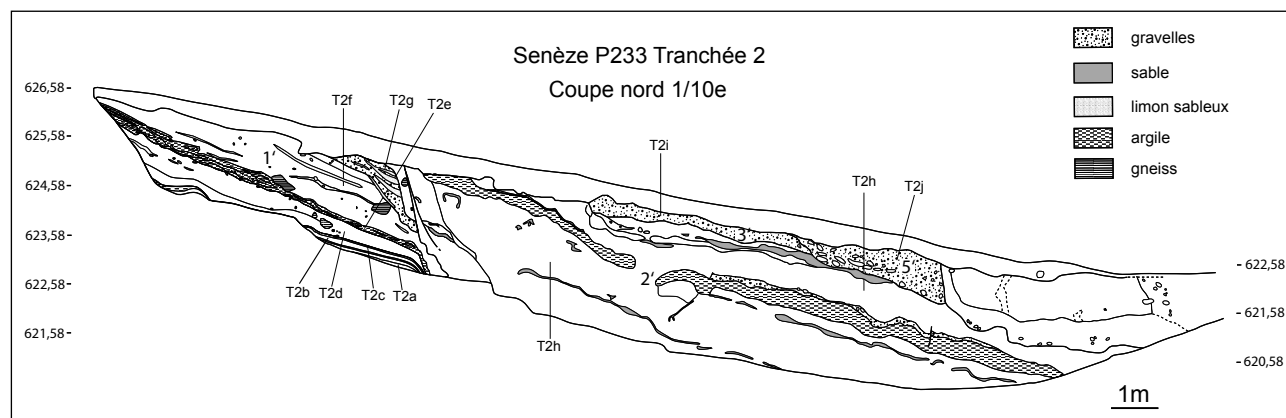 Senèze P233 Tranchée 2
Coupe nord 1/10e
gravelles
sable
limon sableux
argile
gneiss
626,58-
625,58-
624,58-
623,58-
622,58-
621,58-
T2f
T2g
T2e
T2i
T2h
T2j
1'
3
5
2'
T2b
T2d
T2c
T2a
T2h
-622,58
-621,58
-620,58
1m